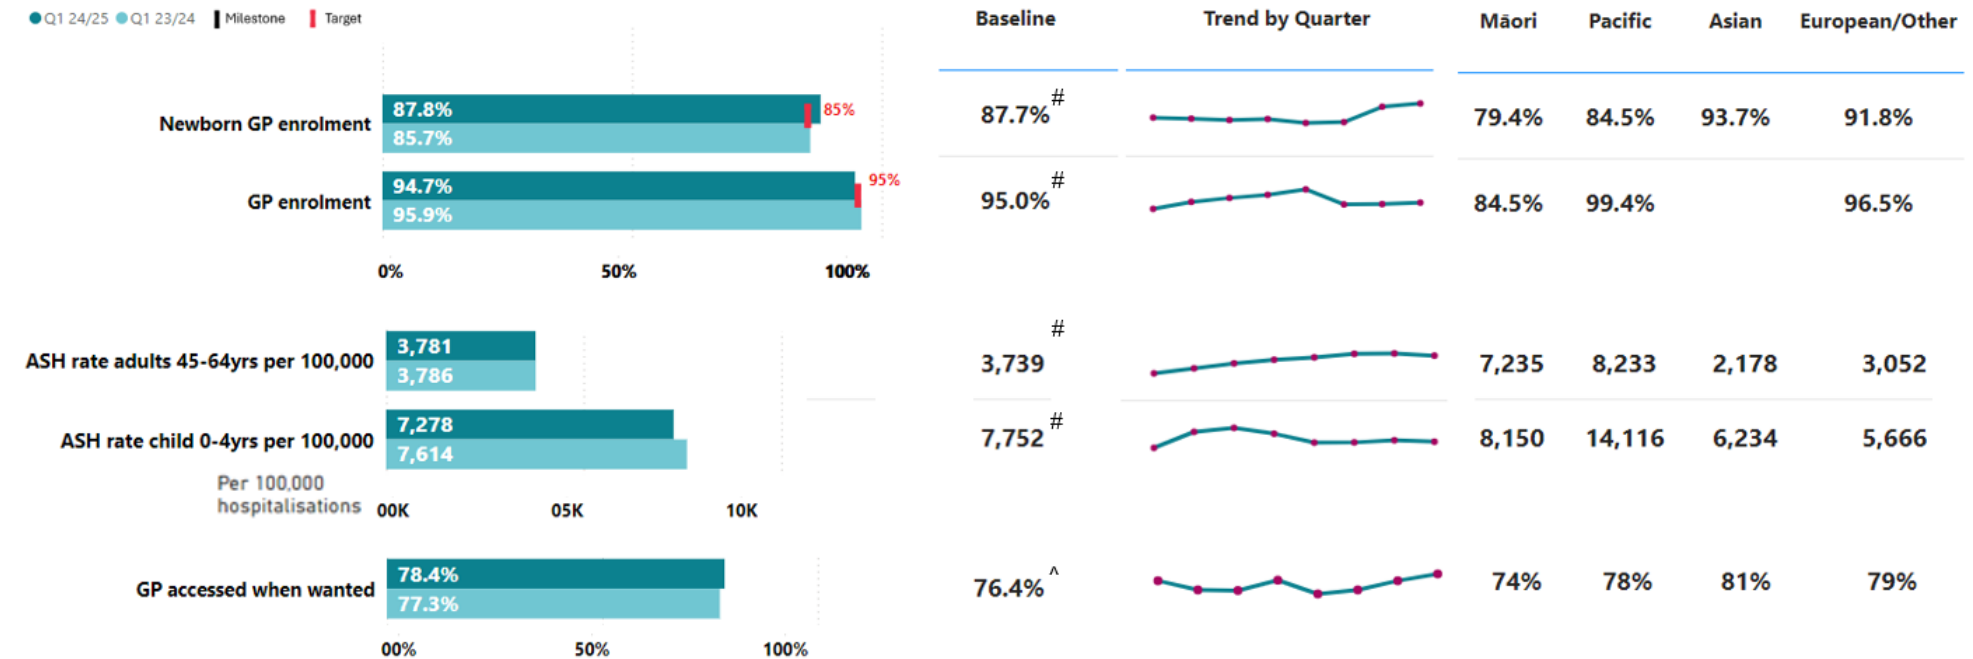 Q1 24/25 Q1 23/24 Milestone Target
Baseline Trend by Quarter Māori Pacific Asian European/Other
Newborn GP enrolment 87.8% 85% 87.7%# 79.4% 84.5% 93.7% 91.8%
85.7%
GP enrolment 94.7% 95% 95.0%# 84.5% 99.4% 96.5%
95.9%
0% 50% 100%
ASH rate adults 45-64yrs per 100,000 3,781 3,739# 7,235 8,233 2,178 3,052
3,786
ASH rate child 0-4yrs per 100,000 7,278 7,752# 8,150 14,116 6,234 5,666
7,614
Per 100,000
hospitalisations 00K 05K 10K
GP accessed when wanted 78.4% 76.4%^ 74% 78% 81% 79%
77.3%
00% 50% 100%